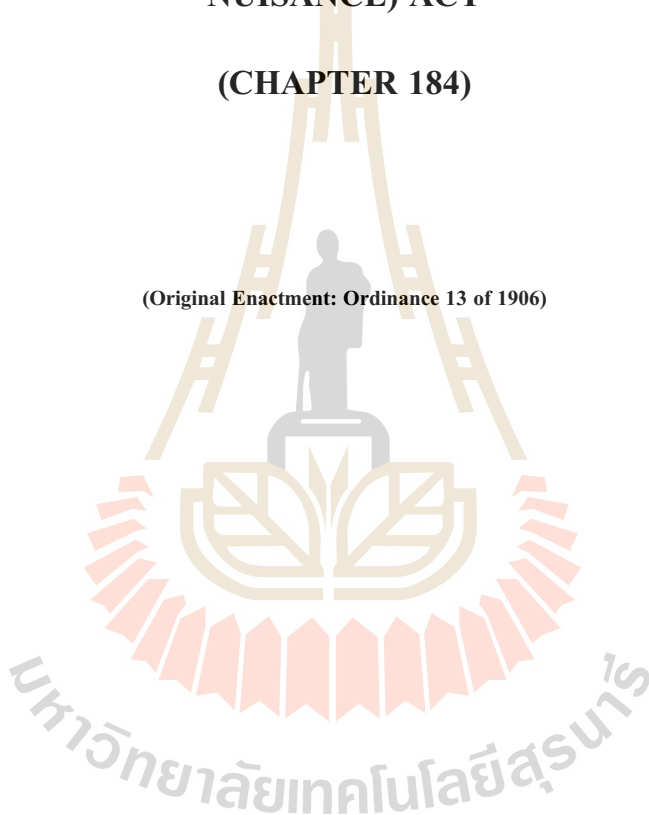 NUISANCE) ACT
(CHAPTER 184)
(Original Enactment: Ordinance 13 of 1906)
มหาวิทยาลัยเทคโนโลยีสุรนารี